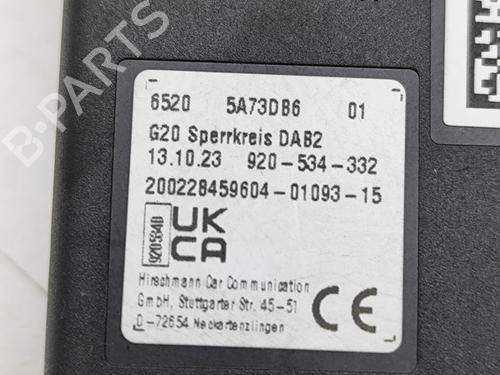 B-PARTS
6520 5A73DB6 01
G20 Sperrkreis DAB2
13.10.23 920-534-332
200228459604-01093-15
920534D
UK
CA
Hirschmann Car Communication
GmbH, Stuttgarter Str. 45-51
D-72654 Neckartenzlingen
CE